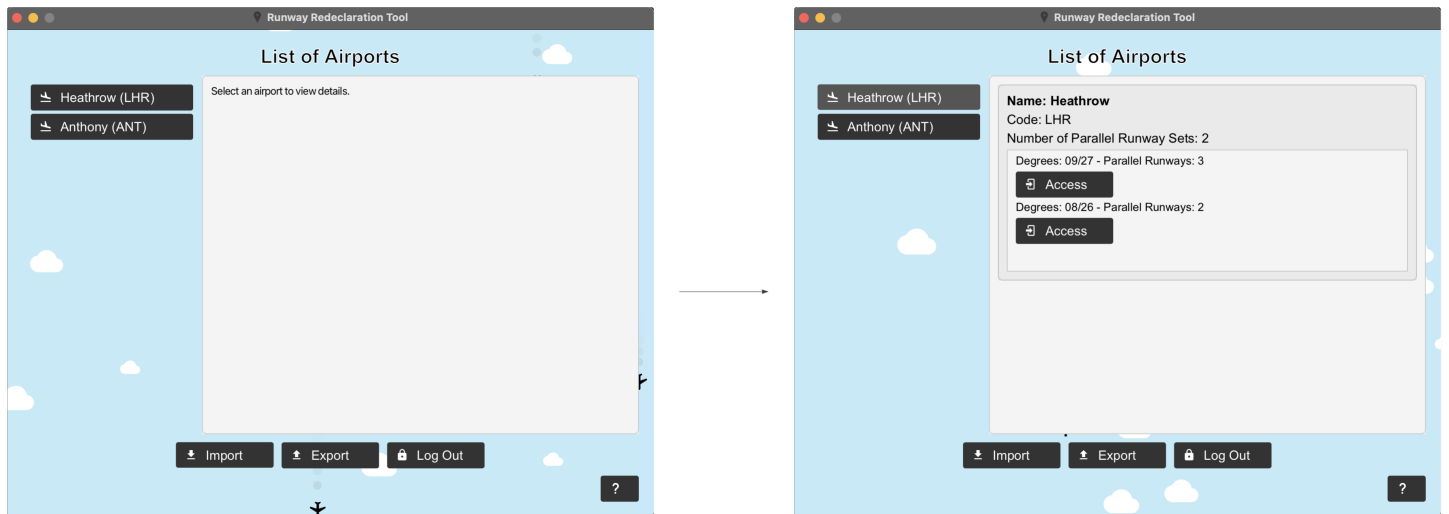 Runway Redeclaration Tool
List of Airports
Heathrow (LHR)
Anthony (ANT)
Select an airport to view details.
Import
Export
Log Out
?
Runway Redeclaration Tool
List of Airports
Heathrow (LHR)
Anthony (ANT)
Name: Heathrow
Code: LHR
Number of Parallel Runway Sets: 2
Degrees: 09/27 - Parallel Runways: 3
Access
Degrees: 08/26 - Parallel Runways: 2
Access
Import
Export
Log Out
?